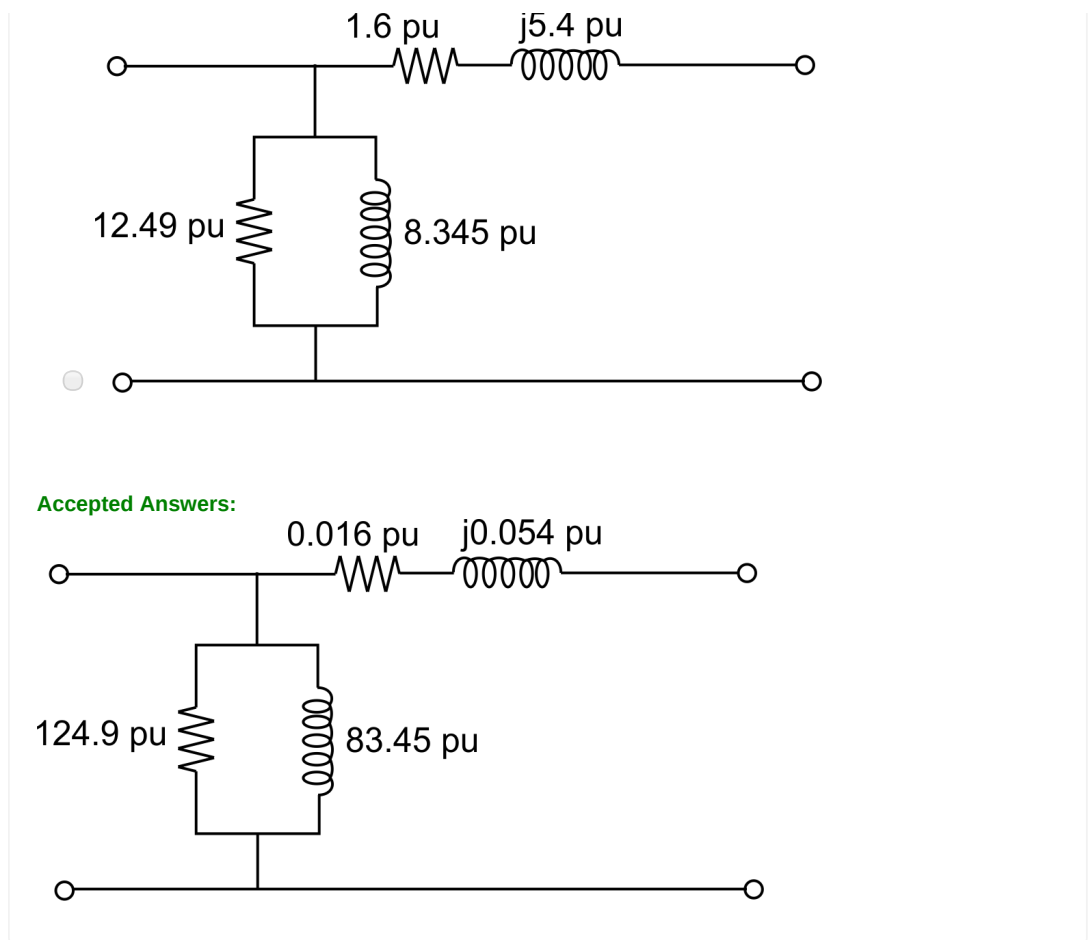 1.6 pu j5.4 pu
12.49 pu 8.345 pu
Accepted Answers:
0.016 pu j0.054 pu
124.9 pu 83.45 pu